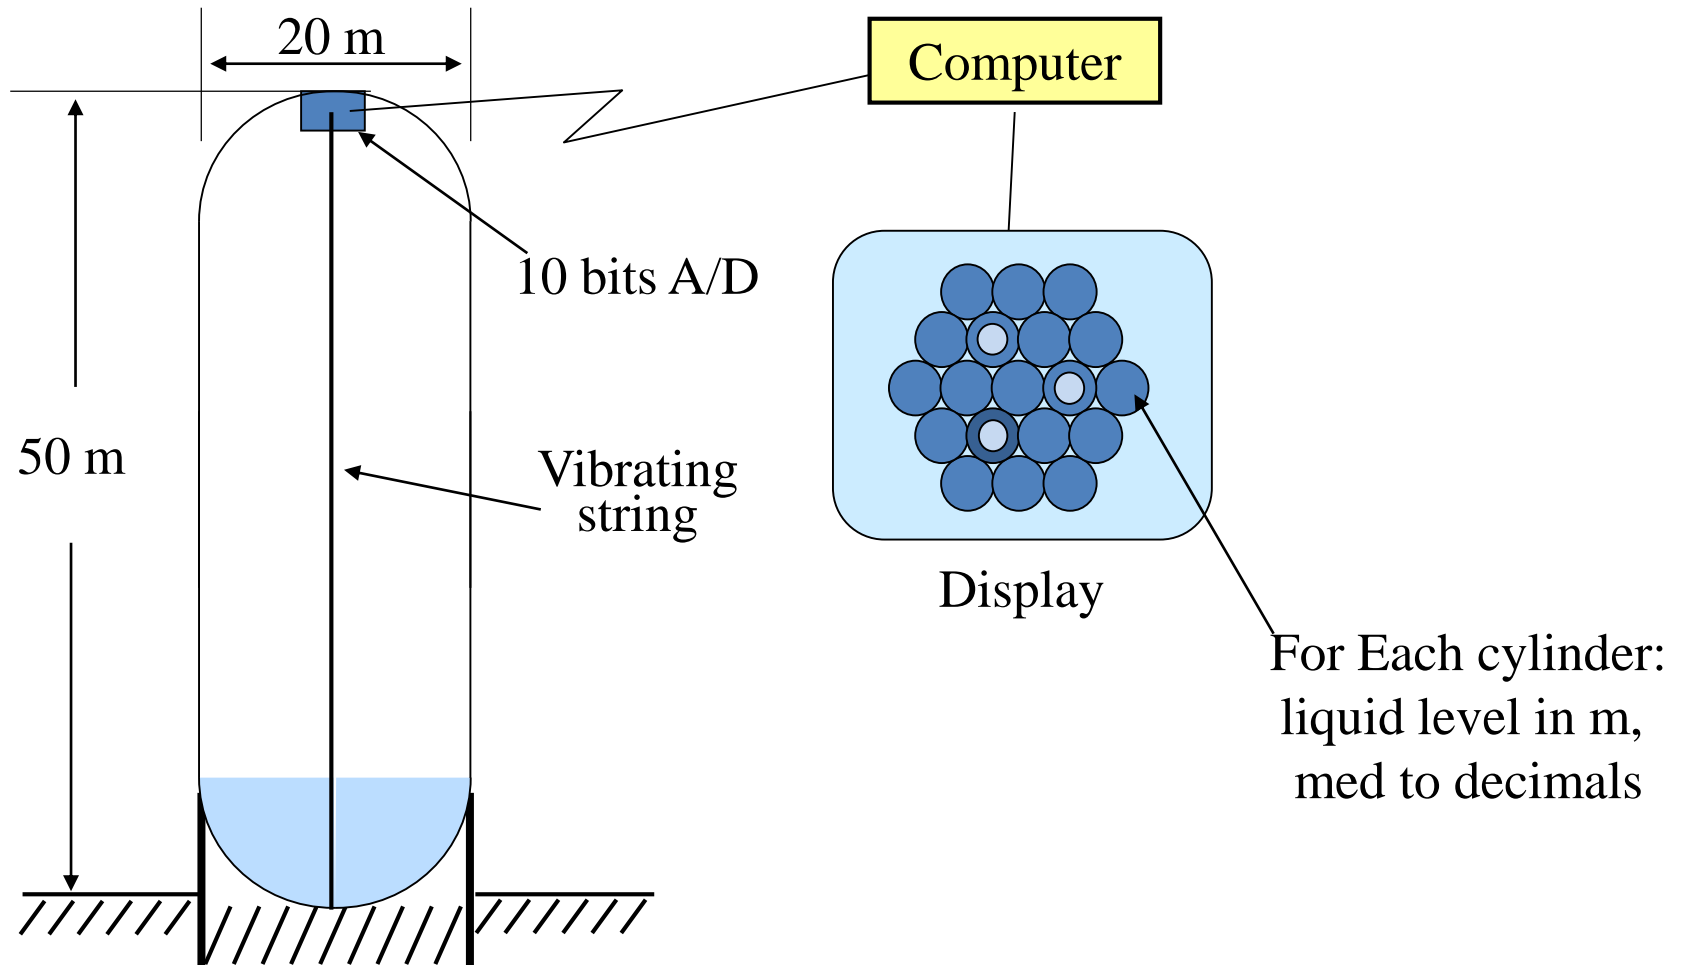 20 m
Computer
10 bits A/D
50 m
Vibrating
string
Display
For Each cylinder:
liquid level in m,
med to decimals